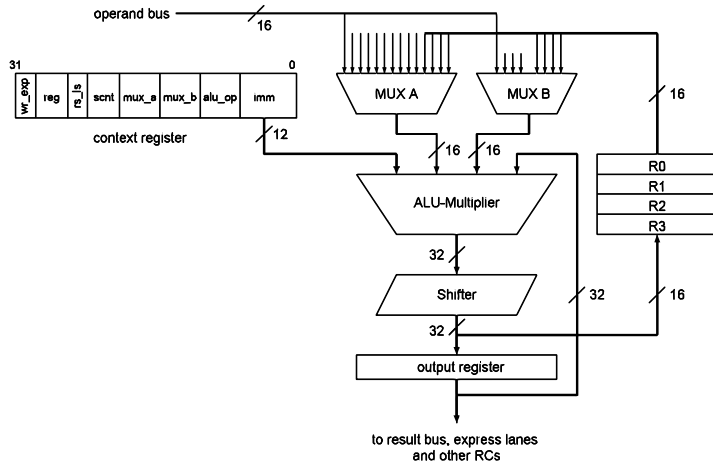 operand bus
16
31
0
wr_exp
reg
rs_ls
scnt
mux_a
mux_b
alu_op
imm
context register
12
MUX A
MUX B
16
16
16
ALU-Multiplier
R0
R1
R2
R3
32
Shifter
32
16
32
output register
to result bus, express lanes
and other RCs